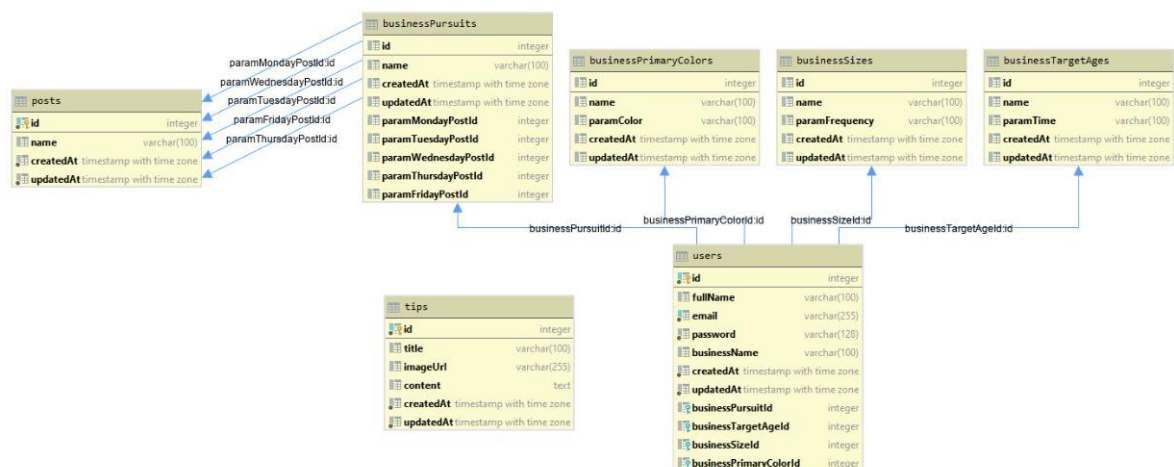 businessPursuits
id integer
name varchar(100)
createdAt timestamp with time zone
updatedAt timestamp with time zone
paramMondayPostId integer
paramTuesdayPostId integer
paramWednesdayPostId integer
paramThursdayPostId integer
paramFridayPostId integer
paramMondayPostId:id
paramWednesdayPostId:id
paramTuesdayPostId:id
paramFridayPostId:id
paramThursdayPostId:id
posts
id integer
name varchar(100)
createdAt timestamp with time zone
updatedAt timestamp with time zone
businessPrimaryColors
id integer
name varchar(100)
paramColor varchar(100)
createdAt timestamp with time zone
updatedAt timestamp with time zone
businessSizes
id integer
name varchar(100)
paramFrequency varchar(100)
createdAt timestamp with time zone
updatedAt timestamp with time zone
businessTargetAges
id integer
name varchar(100)
paramTime varchar(100)
createdAt timestamp with time zone
updatedAt timestamp with time zone
businessPursuitId:id
businessPrimaryColorId:id
businessSizeId:id
businessTargetAgeId:id
users
id integer
fullName varchar(100)
email varchar(255)
password varchar(128)
businessName varchar(100)
createdAt timestamp with time zone
updatedAt timestamp with time zone
businessPursuitId integer
businessTargetAgeId integer
businessSizeId integer
businessPrimaryColorId integer
tips
id integer
title varchar(100)
imageUrl varchar(255)
content text
createdAt timestamp with time zone
updatedAt timestamp with time zone